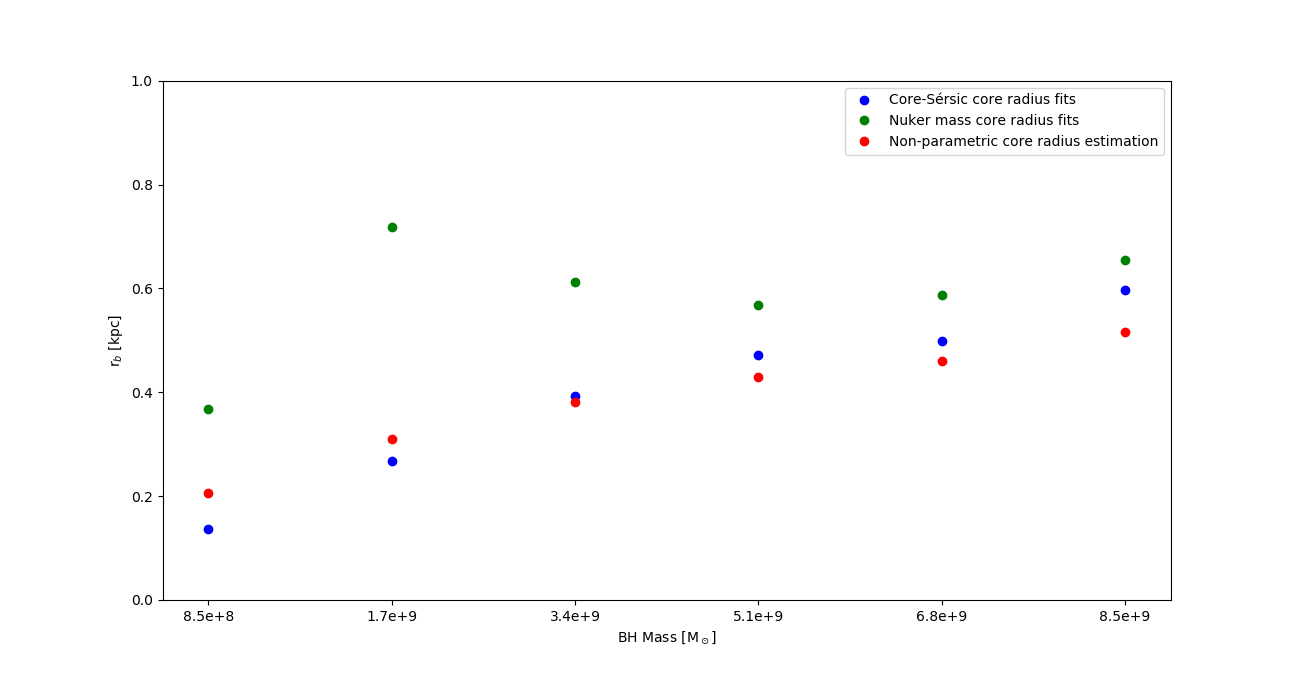 1.0
0.8
0.6
0.4
0.2
0.0
r_b [kpc]
Core-Sérsic core radius fits
Nuker mass core radius fits
Non-parametric core radius estimation
8.5e+8 1.7e+9 3.4e+9 5.1e+9 6.8e+9 8.5e+9
BH Mass [M_⊙]